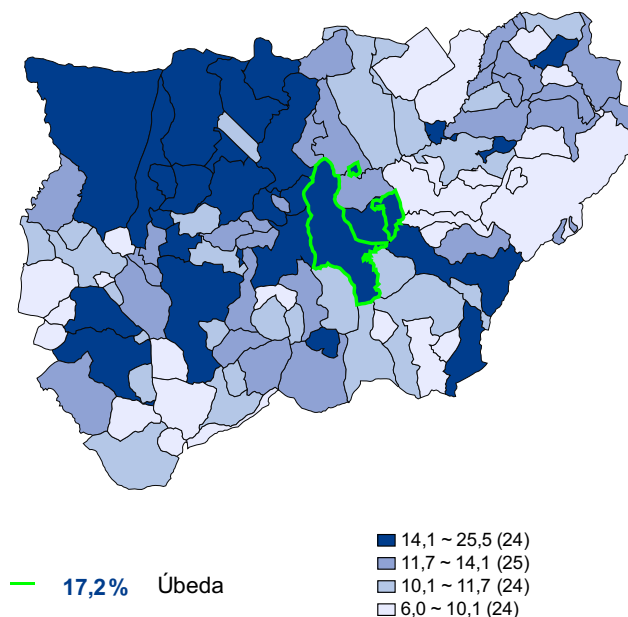 14,1 ~ 25,5 (24)
11,7 ~ 14,1 (25)
10,1 ~ 11,7 (24)
6,0 ~ 10,1 (24)
17,2 % Úbeda